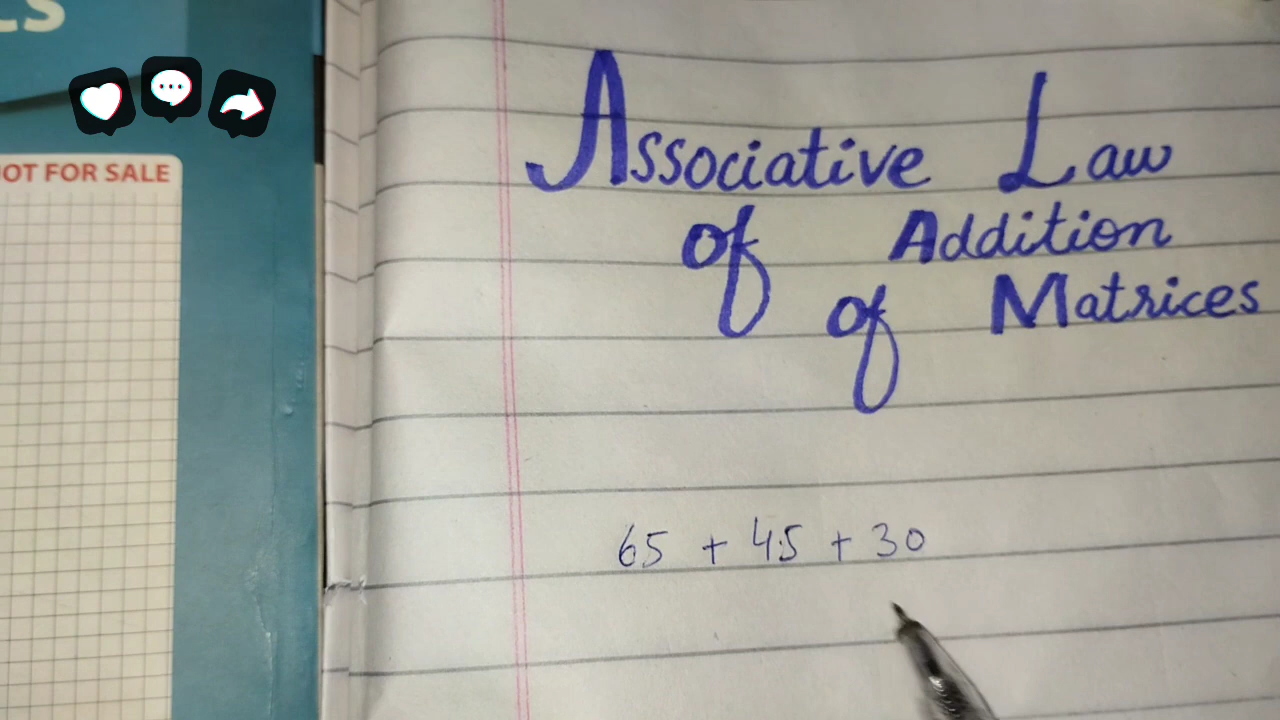 OT FOR SALE
Associative Law
of Addition
of Matrices
65 + 45 + 30